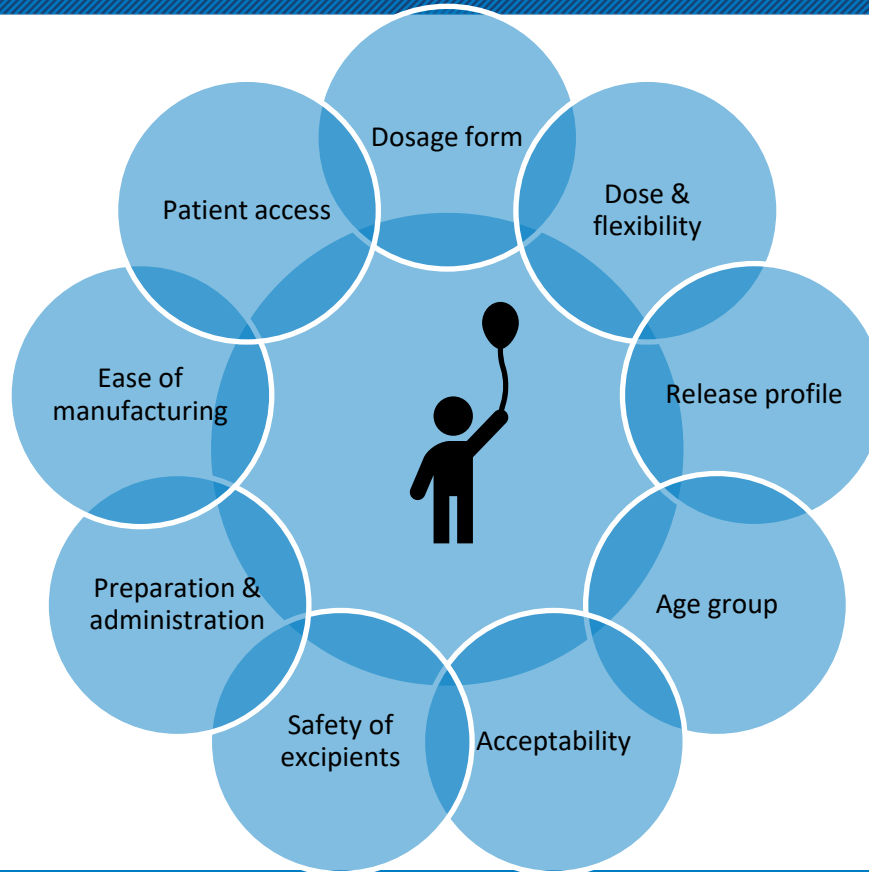 Dosage form
Dose &
flexibility
Release profile
Age group
Acceptability
Safety of
excipients
Preparation &
administration
Ease of
manufacturing
Patient access